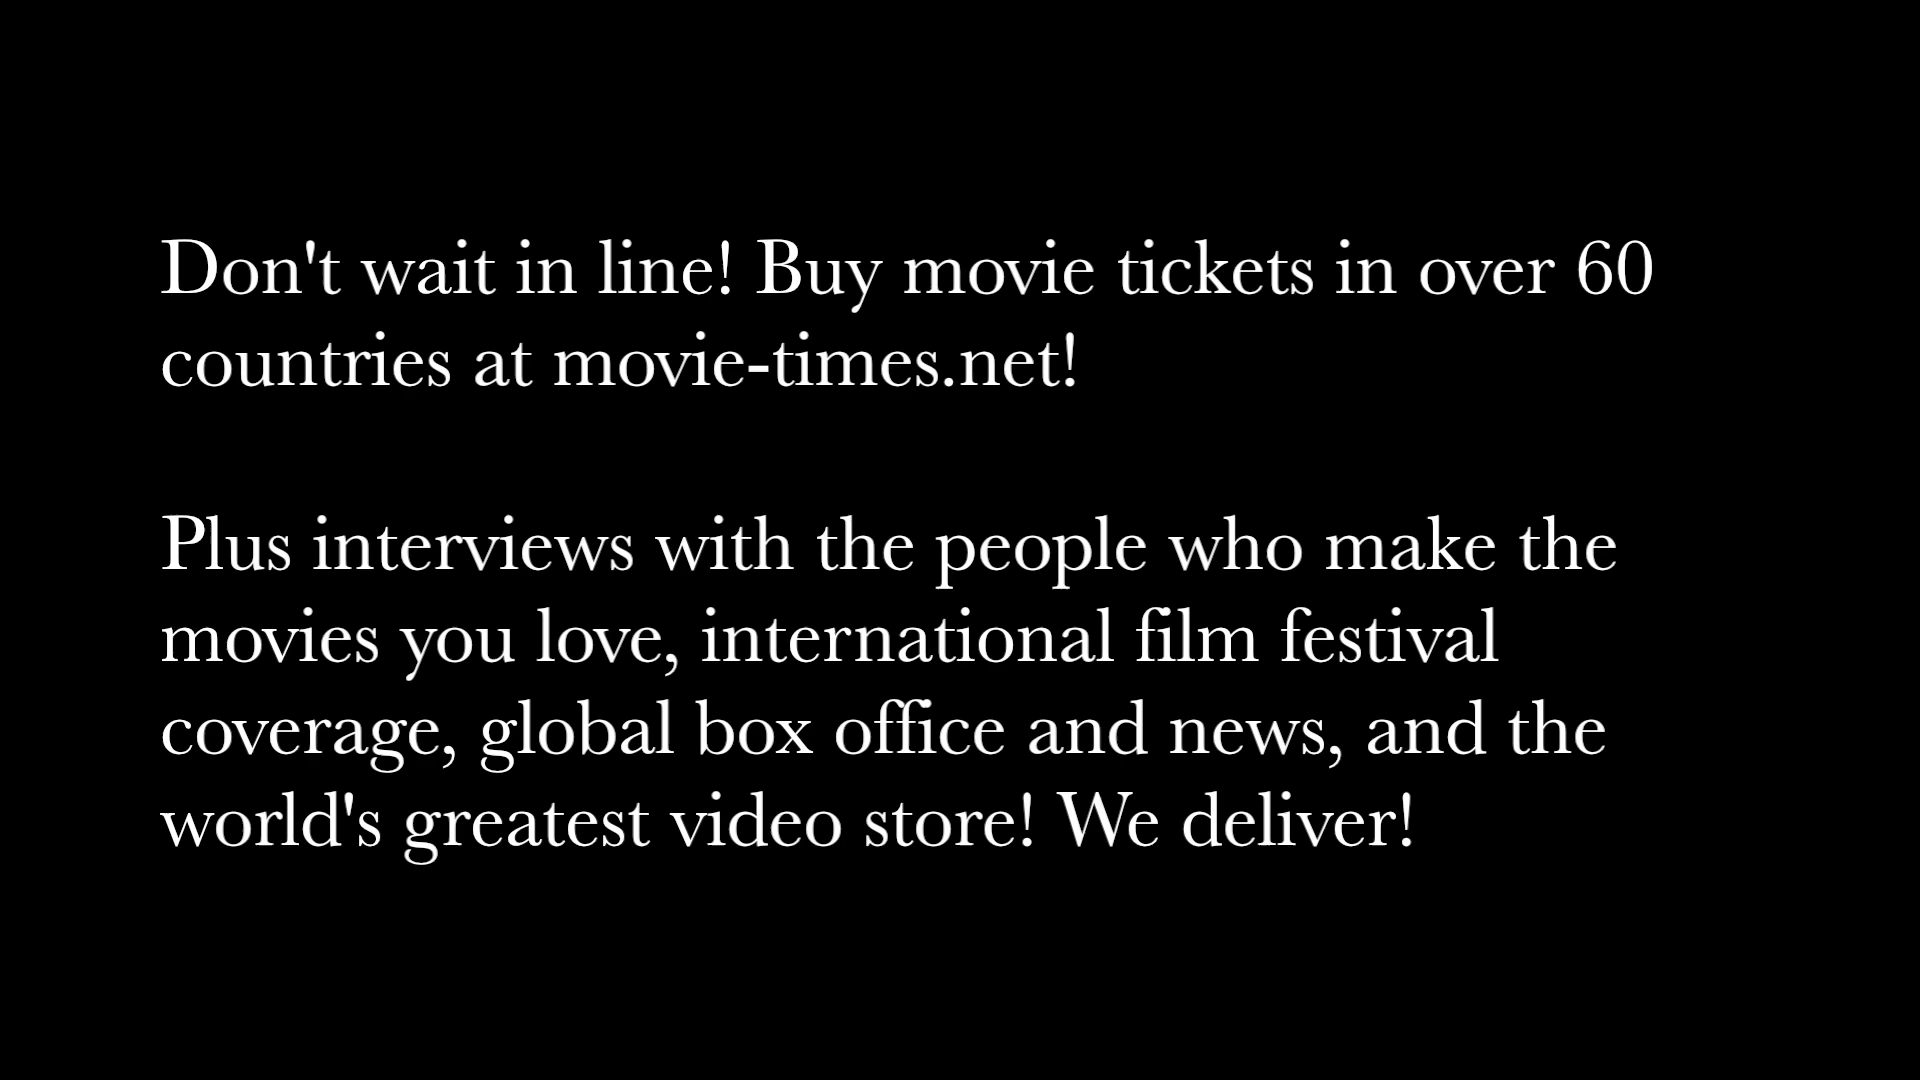 Don't wait in line! Buy movie tickets in over 60
countries at movie-times.net!
Plus interviews with the people who make the
movies you love, international film festival
coverage, global box office and news, and the
world's greatest video store! We deliver!